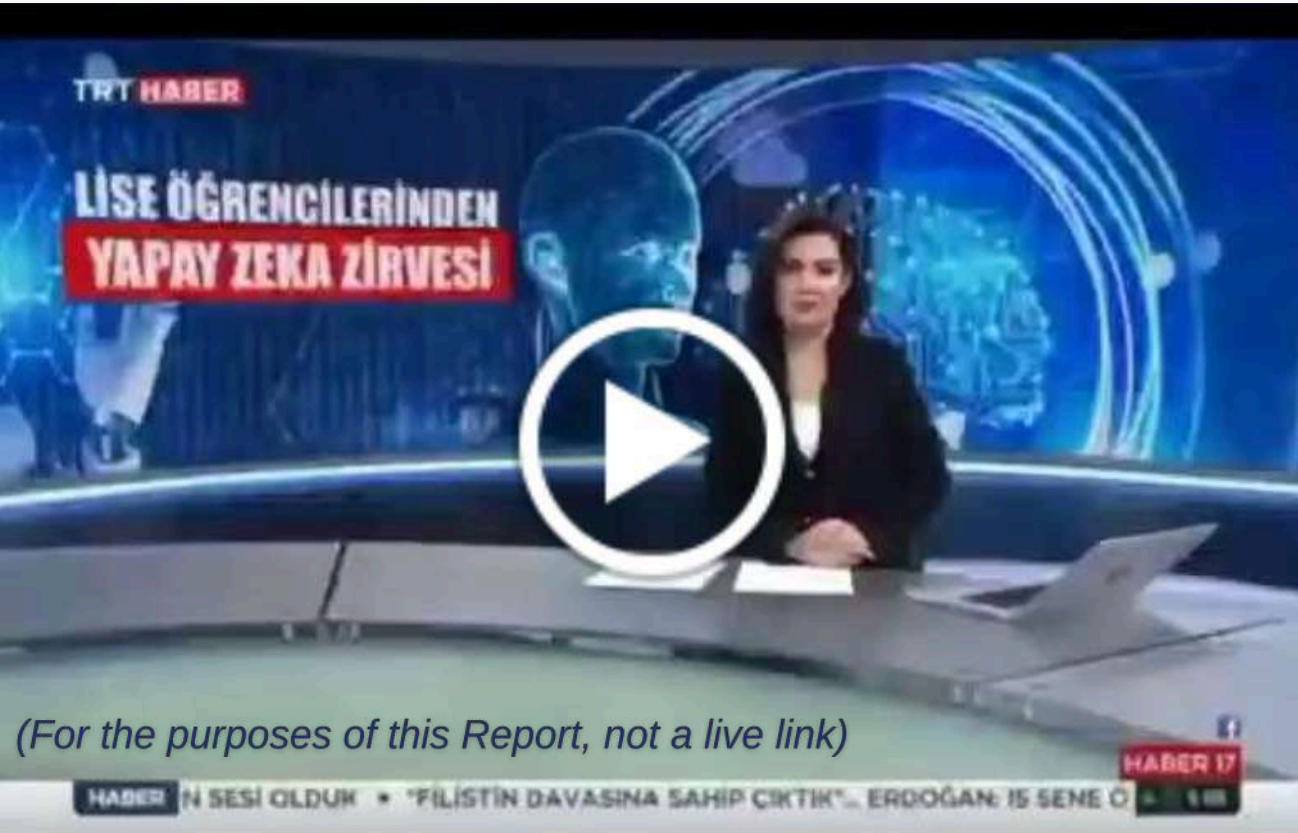 TRT HABER
LİSE ÖĞRENCİLERİNDEN
YAPAY ZEKA ZİRVESİ
(For the purposes of this Report, not a live link)
HABER 17
HABER N SESİ OLDUK • "FİLİSTİN DAVASINA SAHİP ÇIKTIK"... ERDOĞAN: 15 SENE Ö